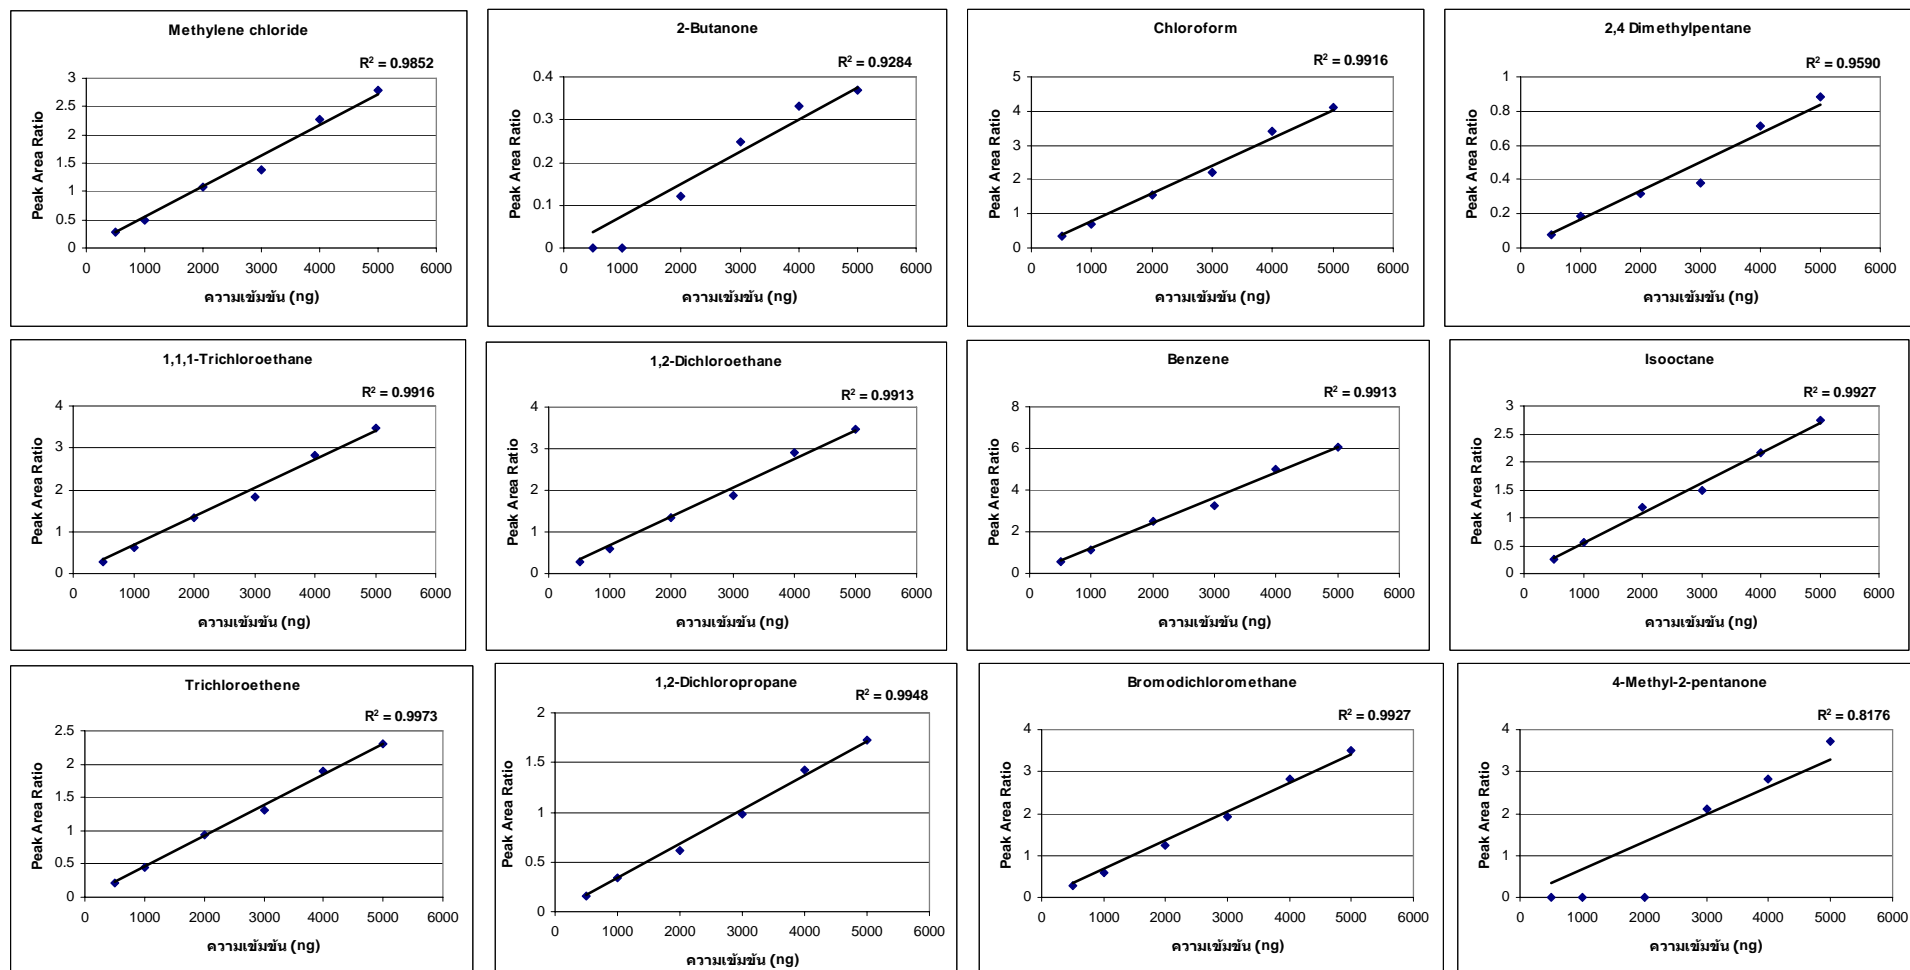 Methylene chloride
R² = 0.9852
3
2.5
2
1.5
1
0.5
0
0 1000 2000 3000 4000 5000 6000
Peak Area Ratio
ความเข้มข้น (ng)
2-Butanone
R² = 0.9284
0.4
0.3
0.2
0.1
0
0 1000 2000 3000 4000 5000 6000
Peak Area Ratio
ความเข้มข้น (ng)
Chloroform
R² = 0.9916
5
4
3
2
1
0
0 1000 2000 3000 4000 5000 6000
Peak Area Ratio
ความเข้มข้น (ng)
2,4 Dimethylpentane
R² = 0.9590
1
0.8
0.6
0.4
0.2
0
0 1000 2000 3000 4000 5000 6000
Peak Area Ratio
ความเข้มข้น (ng)
1,1,1-Trichloroethane
R² = 0.9916
4
3
2
1
0
0 1000 2000 3000 4000 5000 6000
Peak Area Ratio
ความเข้มข้น (ng)
1,2-Dichloroethane
R² = 0.9913
4
3
2
1
0
0 1000 2000 3000 4000 5000 6000
Peak Area Ratio
ความเข้มข้น (ng)
Benzene
R² = 0.9913
8
6
4
2
0
0 1000 2000 3000 4000 5000 6000
Peak Area Ratio
ความเข้มข้น (ng)
Isooctane
R² = 0.9927
3
2.5
2
1.5
1
0.5
0
0 1000 2000 3000 4000 5000 6000
Peak Area Ratio
ความเข้มข้น (ng)
Trichloroethene
R² = 0.9973
2.5
2
1.5
1
0.5
0
0 1000 2000 3000 4000 5000 6000
Peak Area Ratio
ความเข้มข้น (ng)
1,2-Dichloropropane
R² = 0.9948
2
1.5
1
0.5
0
0 1000 2000 3000 4000 5000 6000
Peak Area Ratio
ความเข้มข้น (ng)
Bromodichloromethane
R² = 0.9927
4
3
2
1
0
0 1000 2000 3000 4000 5000 6000
Peak Area Ratio
ความเข้มข้น (ng)
4-Methyl-2-pentanone
R² = 0.8176
4
3
2
1
0
0 1000 2000 3000 4000 5000 6000
Peak Area Ratio
ความเข้มข้น (ng)